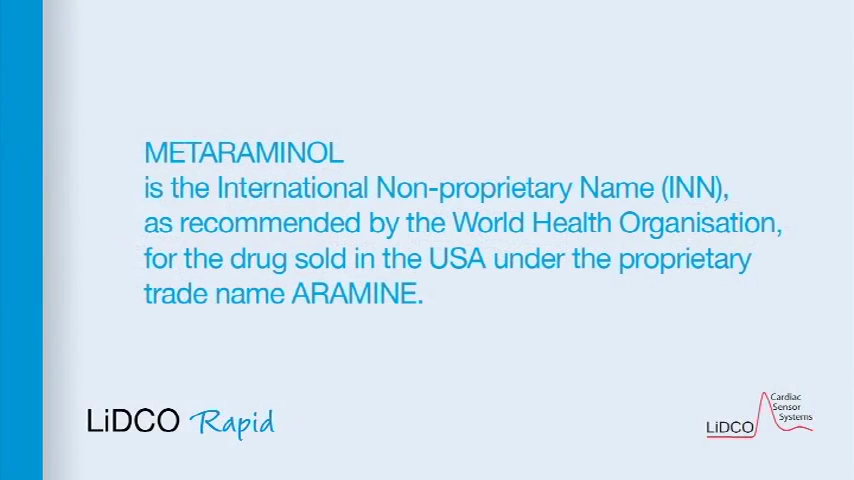 METARAMINOL
is the International Non-proprietary Name (INN),
as recommended by the World Health Organisation,
for the drug sold in the USA under the proprietary
trade name ARAMINE.
LiDCO Rapid
Cardiac
Sensor
Systems
LiDCO